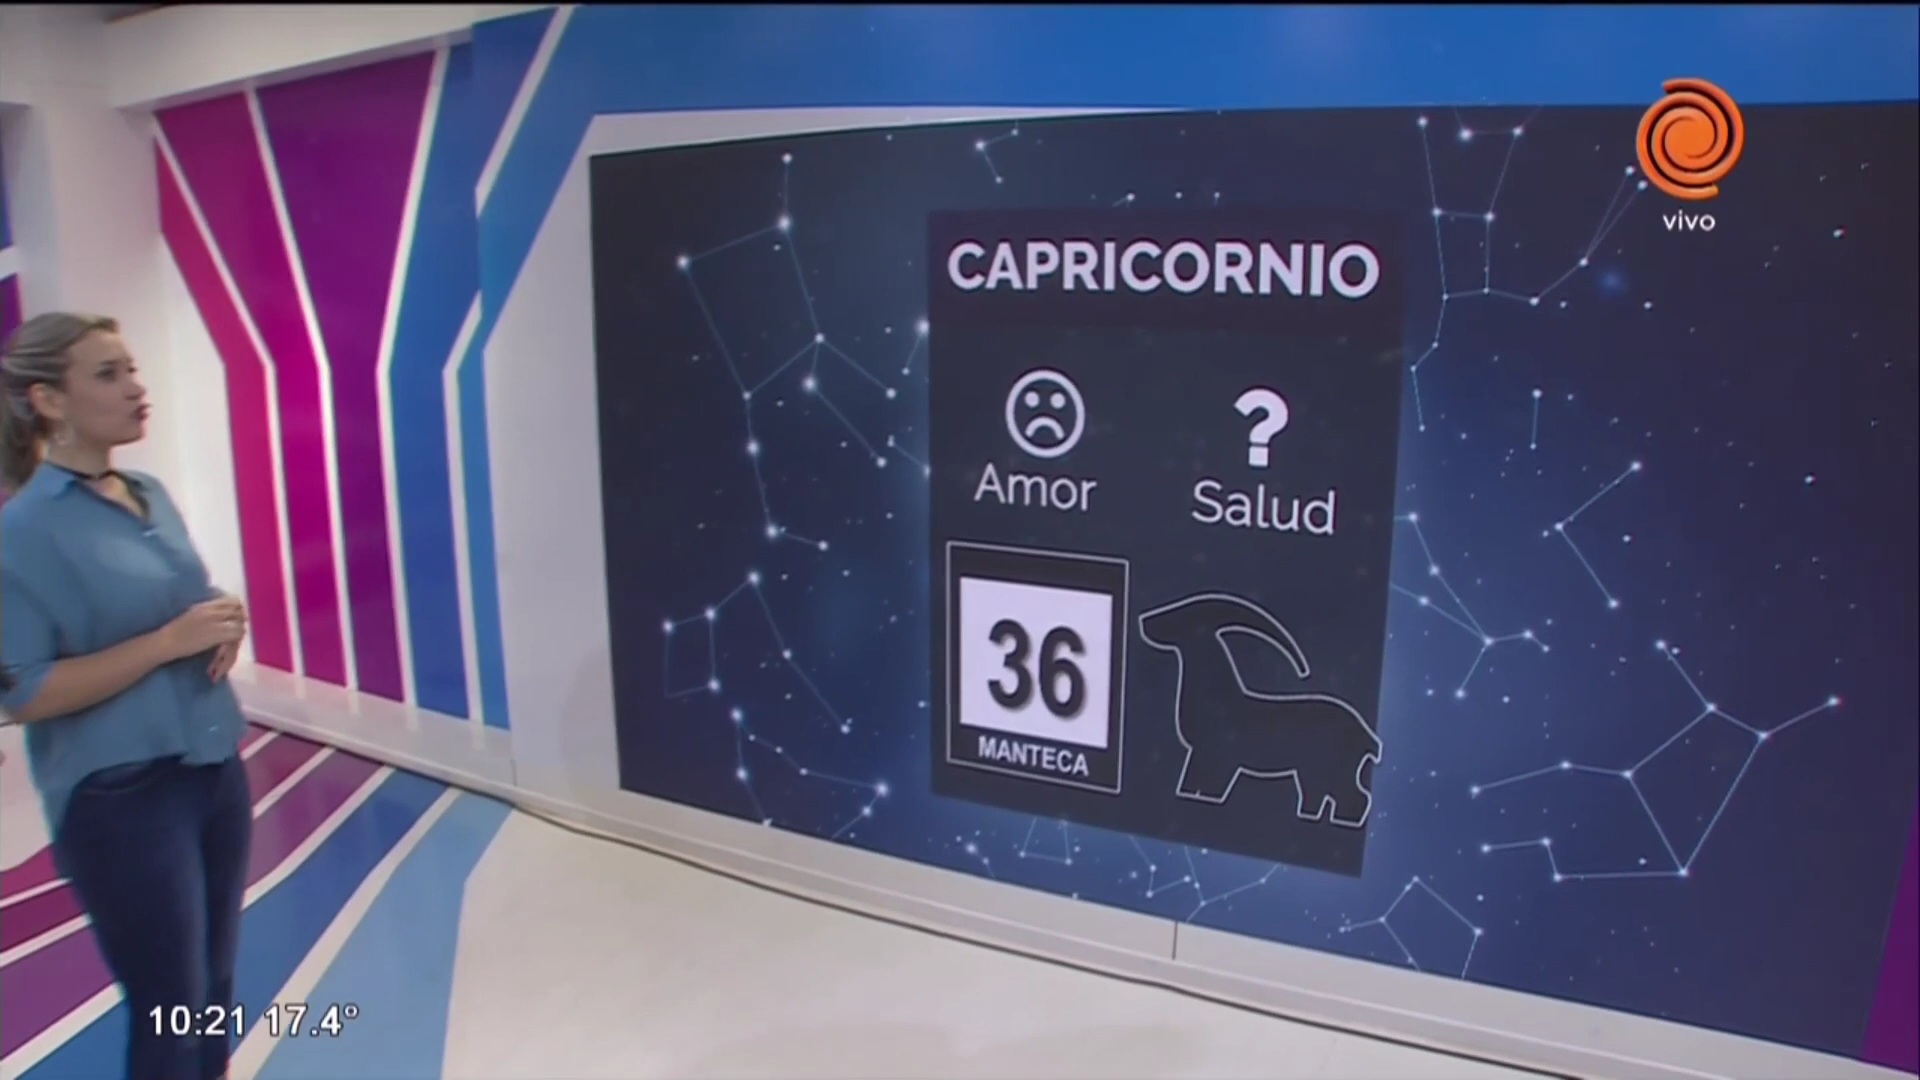 vivo
CAPRICORNIO
?
Amor
Salud
36
MANTECA
10:21 17.4°